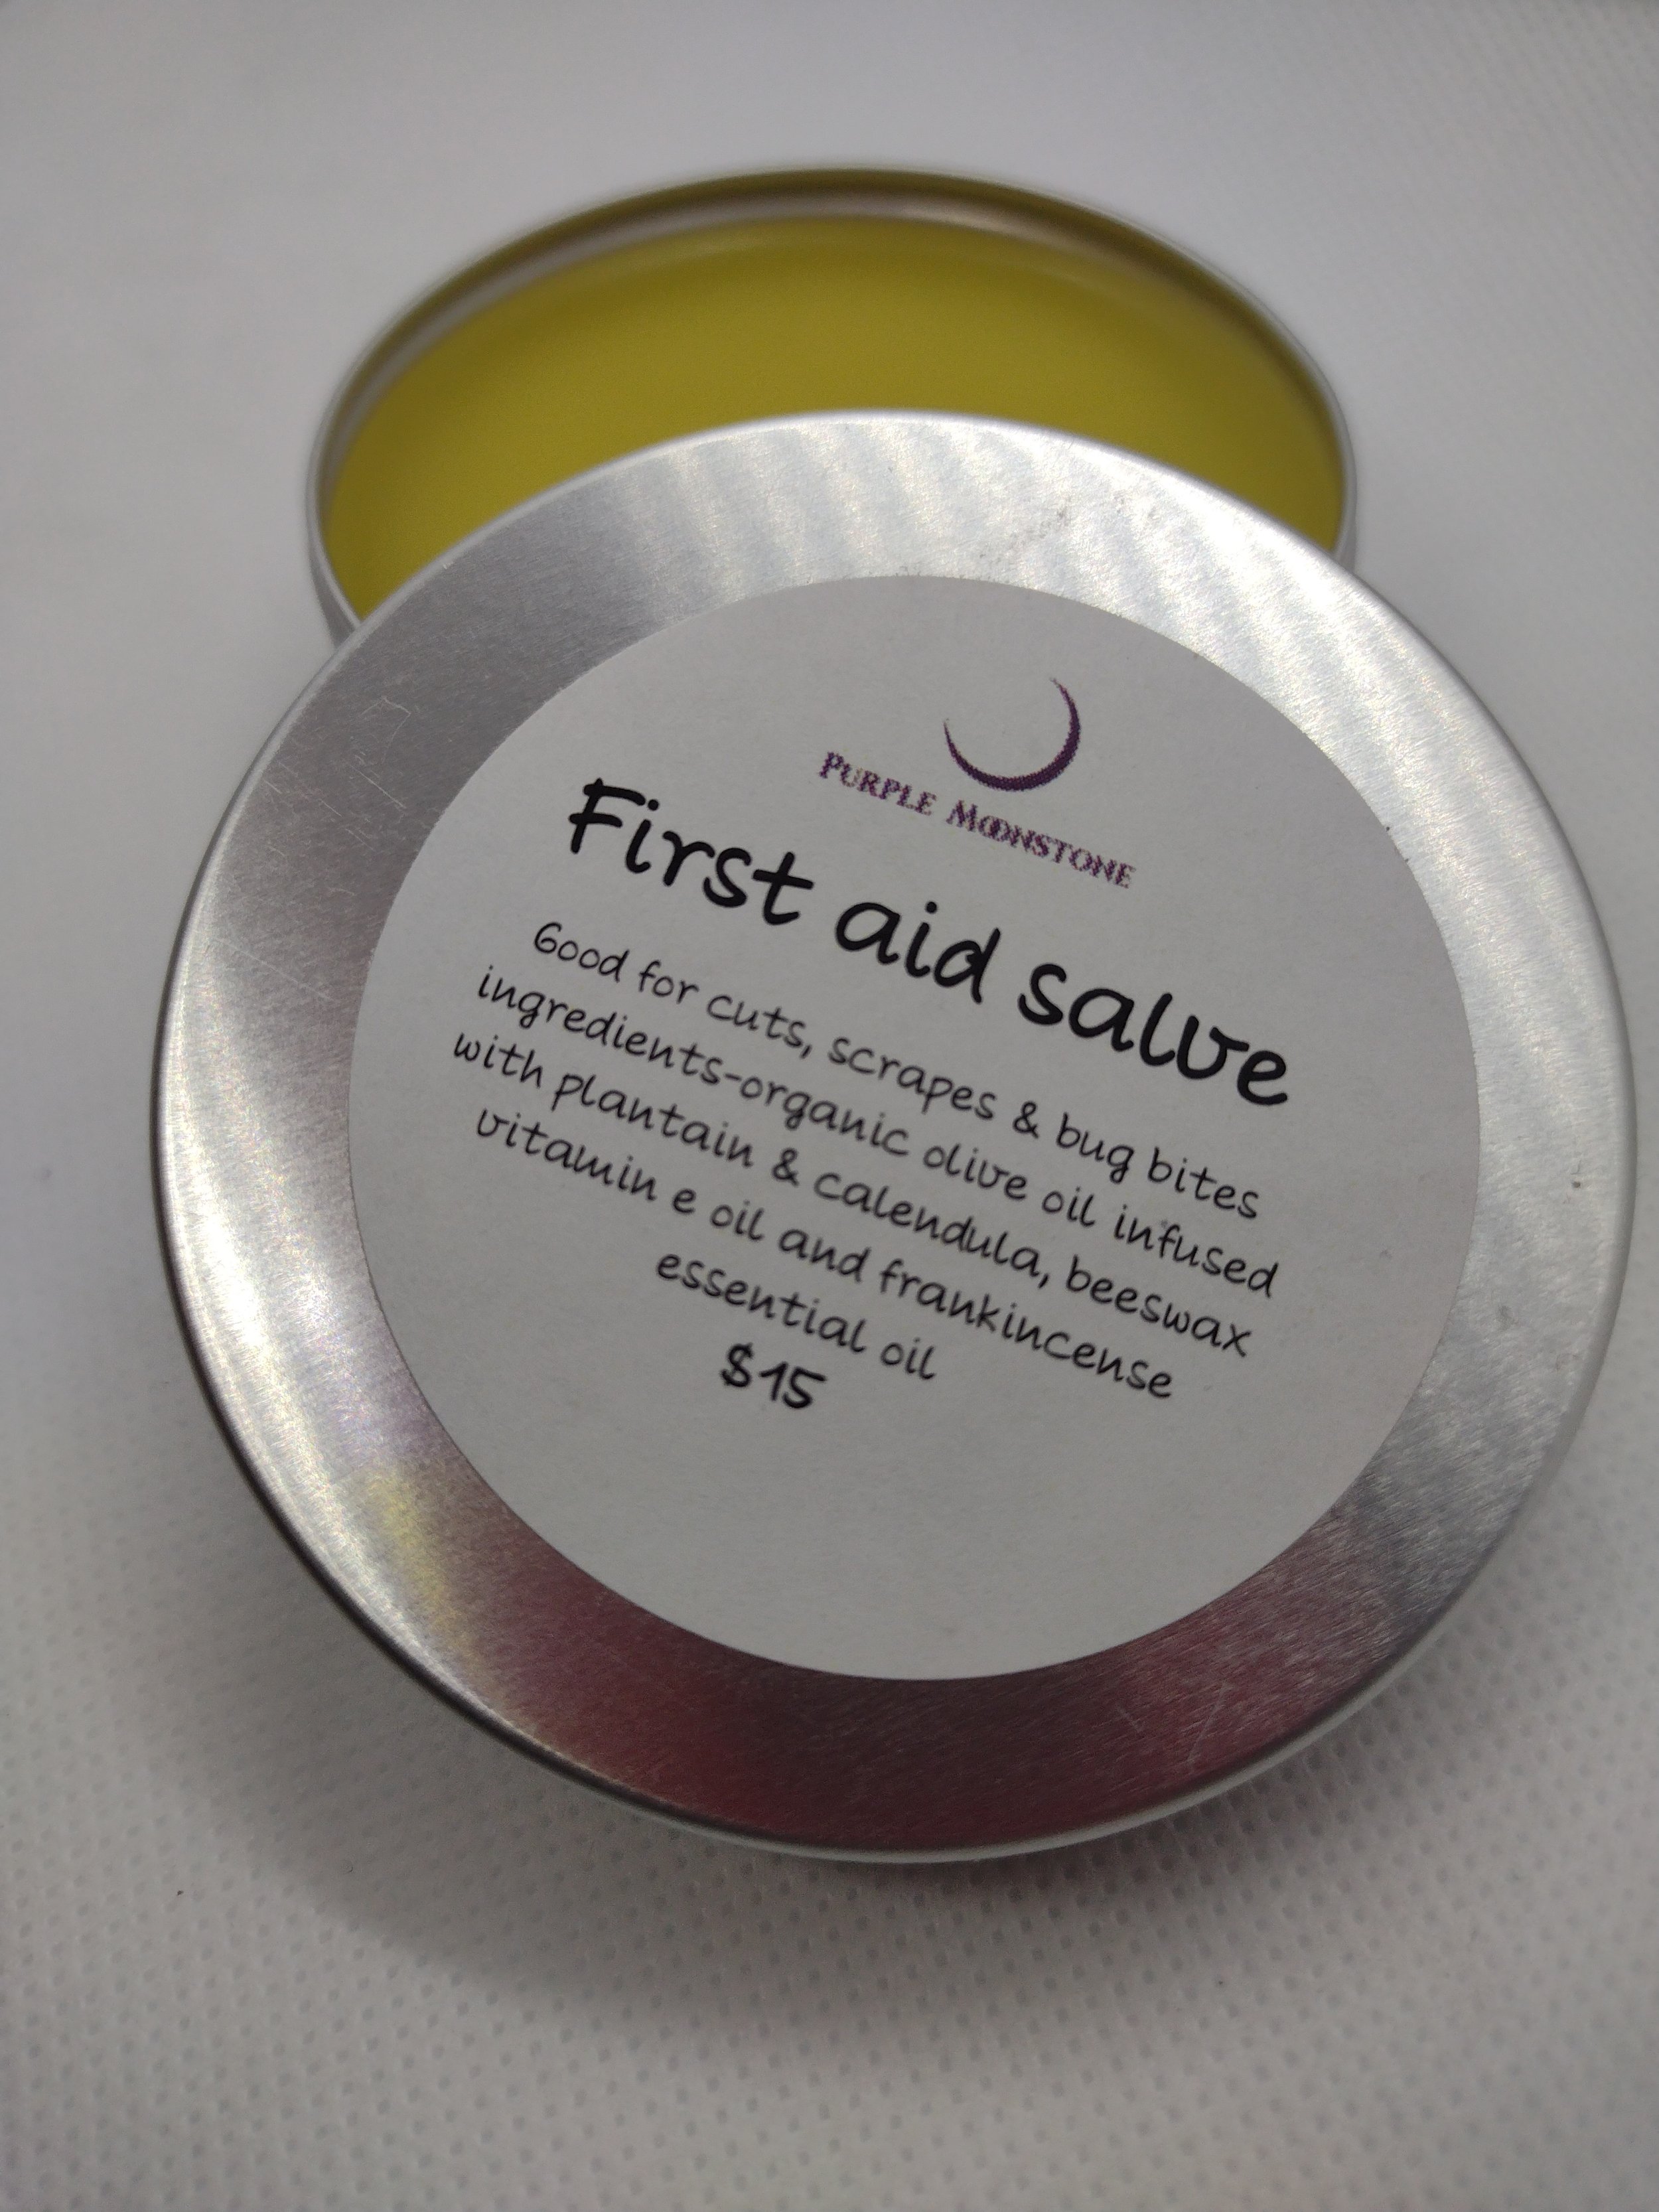 PURPLE MOONSTONE
First aid salve
Good for cuts, scrapes & bug bites
ingredients-organic olive oil infused
with plantain & calendula, beeswax
vitamin e oil and frankincense
essential oil
$15